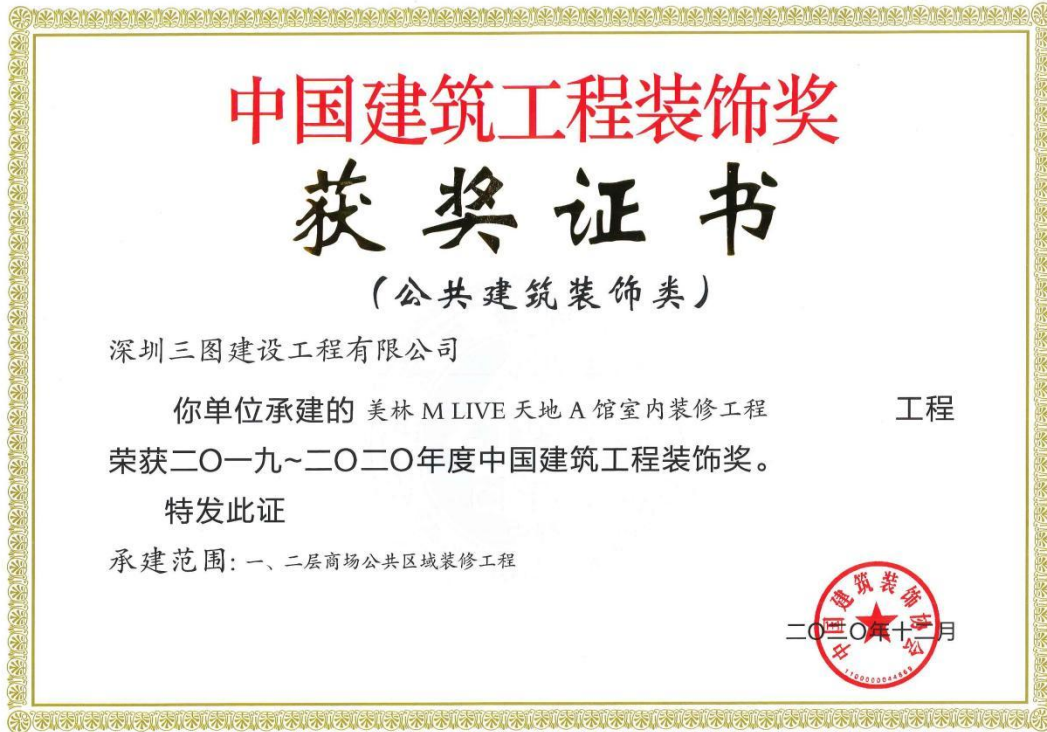 中国建筑工程装饰奖
获奖证书
（公共建筑装饰类）
深圳三图建设工程有限公司
你单位承建的 美林 M LIVE 天地 A 馆室内装修工程 工程
荣获二〇一九~二〇二〇年度中国建筑工程装饰奖。
特发此证
承建范围: 一、二层商场公共区域装修工程
二〇二〇年十二月
中国建筑装饰协会
1100000044869